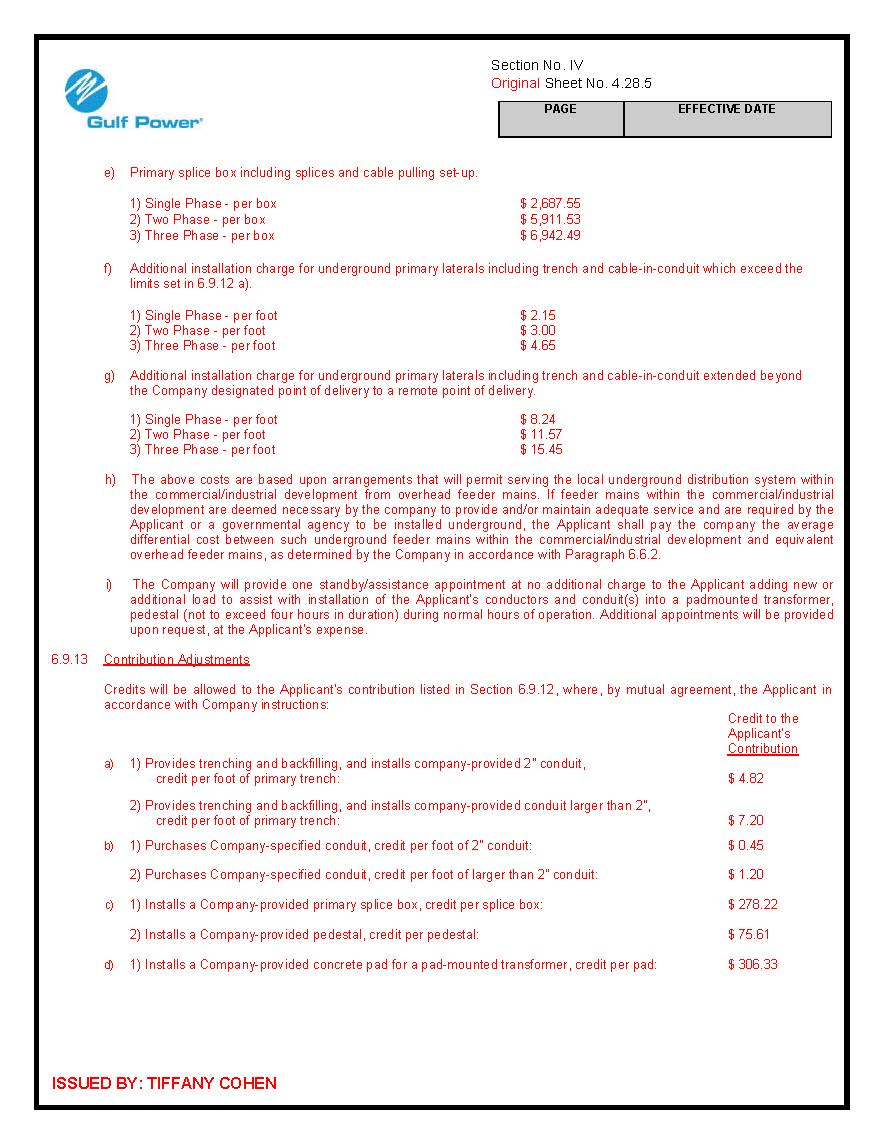 Section No. IV
Original Sheet No. 4.28.5
Gulf Power
PAGE EFFECTIVE DATE
e) Primary splice box including splices and cable pulling set-up.
1) Single Phase - per box $ 2,687.55
2) Two Phase - per box $ 5,911.53
3) Three Phase - per box $ 6,942.49
f) Additional installation charge for underground primary laterals including trench and cable-in-conduit which exceed the
limits set in 6.9.12 a).
1) Single Phase - per foot $ 2.15
2) Two Phase - per foot $ 3.00
3) Three Phase - per foot $ 4.65
g) Additional installation charge for underground primary laterals including trench and cable-in-conduit extended beyond
the Company designated point of delivery to a remote point of delivery.
1) Single Phase - per foot $ 8.24
2) Two Phase - per foot $ 11.57
3) Three Phase - per foot $ 15.45
h) The above costs are based upon arrangements that will permit serving the local underground distribution system within
the commercial/industrial development from overhead feeder mains. If feeder mains within the commercial/industrial
development are deemed necessary by the company to provide and/or maintain adequate service and are required by the
Applicant or a governmental agency to be installed underground, the Applicant shall pay the company the average
differential cost between such underground feeder mains within the commercial/industrial development and equivalent
overhead feeder mains, as determined by the Company in accordance with Paragraph 6.6.2.
i) The Company will provide one standby/assistance appointment at no additional charge to the Applicant adding new or
additional load to assist with installation of the Applicant's conductors and conduit(s) into a padmounted transformer,
pedestal (not to exceed four hours in duration) during normal hours of operation. Additional appointments will be provided
upon request, at the Applicant's expense.
6.9.13 Contribution Adjustments
Credits will be allowed to the Applicant's contribution listed in Section 6.9.12, where, by mutual agreement, the Applicant in
accordance with Company instructions:
Credit to the
Applicant's
Contribution
a) 1) Provides trenching and backfilling, and installs company-provided 2" conduit,
credit per foot of primary trench: $ 4.82
2) Provides trenching and backfilling, and installs company-provided conduit larger than 2",
credit per foot of primary trench: $ 7.20
b) 1) Purchases Company-specified conduit, credit per foot of 2" conduit: $ 0.45
2) Purchases Company-specified conduit, credit per foot of larger than 2" conduit: $ 1.20
c) 1) Installs a Company-provided primary splice box, credit per splice box: $ 278.22
2) Installs a Company-provided pedestal, credit per pedestal: $ 75.61
d) 1) Installs a Company-provided concrete pad for a pad-mounted transformer, credit per pad: $ 306.33
ISSUED BY: TIFFANY COHEN